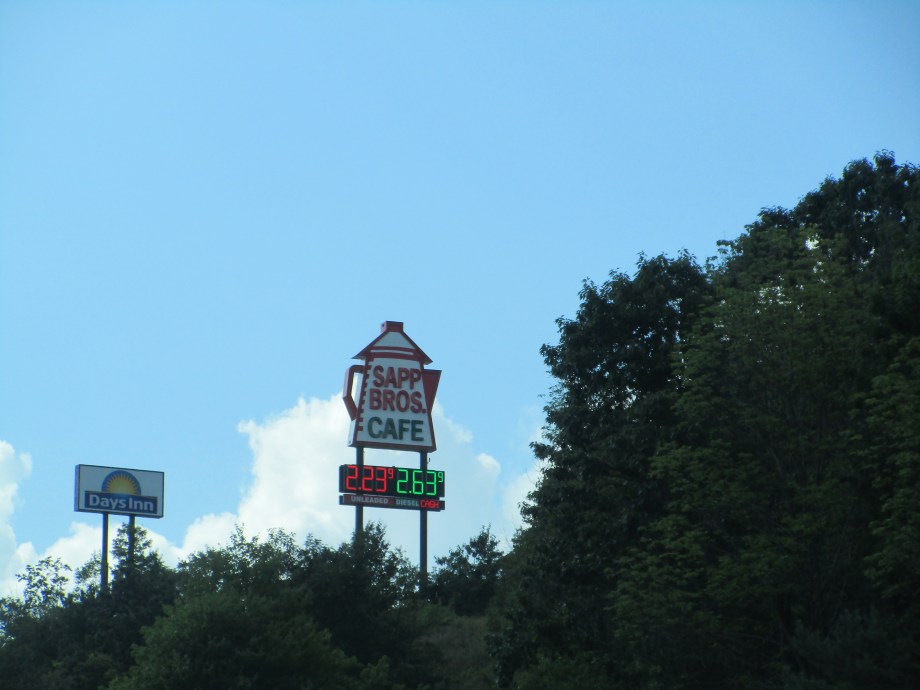 SAPP
BROS.
CAFE
Days Inn
2.23⁹ 2.63⁹
UNLEADED DIESEL CASH